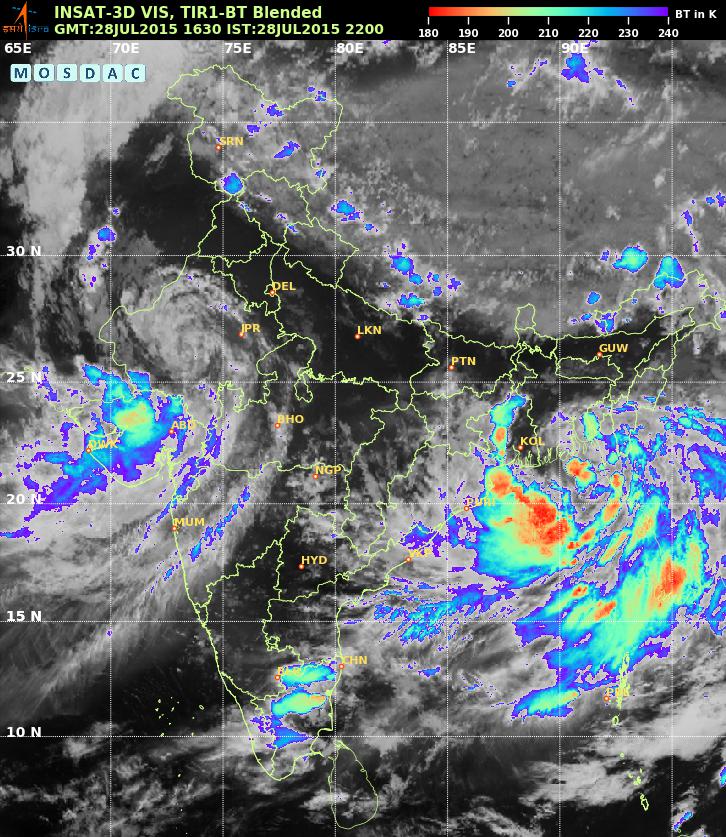 INSAT-3D VIS, TIR1-BT Blended
GMT:28JUL2015 1630 IST:28JUL2015 2200
BT in K
180 190 200 210 220 230 240
65E 70E 75E 80E 85E 90E
M O S D A C
SRN
30 N
DEL
JPR
LKN
GUW
PTN
25 N
BHO
ABD
KOL
DWK
NGP
20 N
PURI
MUM
HYD
15 N
CHN
10 N